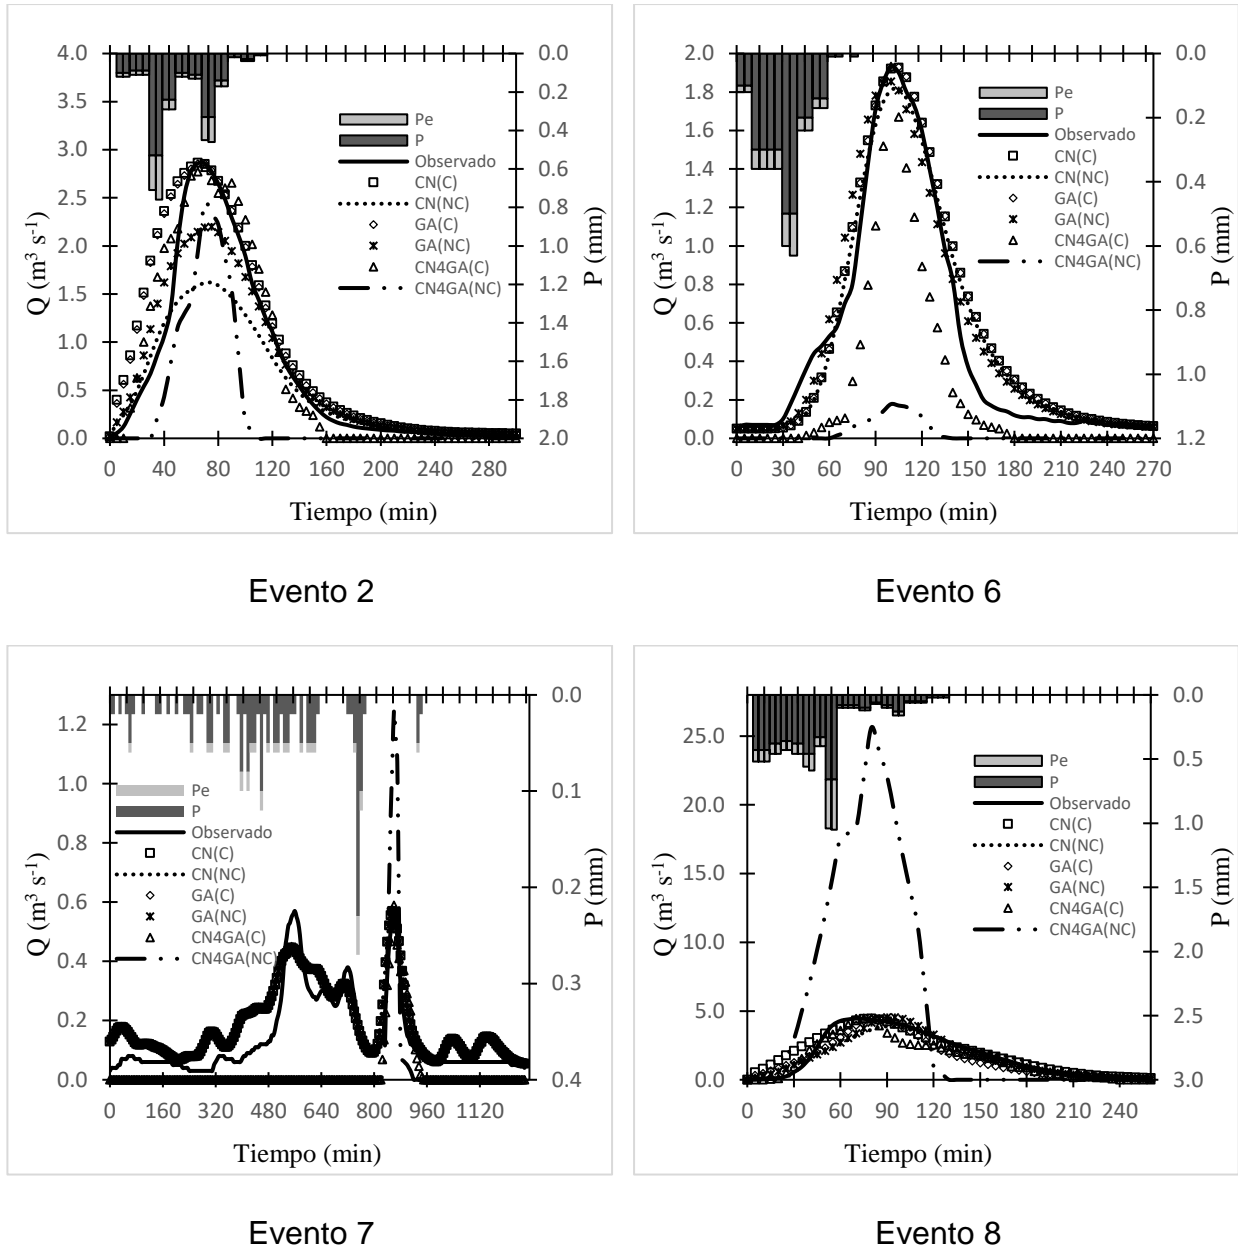 4.0
3.5
3.0
2.5
2.0
1.5
1.0
0.5
0.0
Q (m³ s⁻¹)
0.0
0.2
0.4
0.6
0.8
1.0
1.2
1.4
1.6
1.8
2.0
P (mm)
Pe
P
Observado
CN(C)
CN(NC)
GA(C)
GA(NC)
CN4GA(C)
CN4GA(NC)
0 40 80 120 160 200 240 280
Tiempo (min)
Evento 2
2.0
1.8
1.6
1.4
1.2
1.0
0.8
0.6
0.4
0.2
0.0
Q (m³ s⁻¹)
0.0
0.2
0.4
0.6
0.8
1.0
1.2
P (mm)
Pe
P
Observado
CN(C)
CN(NC)
GA(C)
GA(NC)
CN4GA(C)
CN4GA(NC)
0 30 60 90 120 150 180 210 240 270
Tiempo (min)
Evento 6
1.2
1.0
0.8
0.6
0.4
0.2
0.0
Q (m³ s⁻¹)
0.0
0.1
0.2
0.3
0.4
P (mm)
Pe
P
Observado
CN(C)
CN(NC)
GA(C)
GA(NC)
CN4GA(C)
CN4GA(NC)
0 160 320 480 640 800 960 1120
Tiempo (min)
Evento 7
25.0
20.0
15.0
10.0
5.0
0.0
Q (m³ s⁻¹)
0.0
0.5
1.0
1.5
2.0
2.5
3.0
P (mm)
Pe
P
Observado
CN(C)
CN(NC)
GA(C)
GA(NC)
CN4GA(C)
CN4GA(NC)
0 30 60 90 120 150 180 210 240
Tiempo (min)
Evento 8